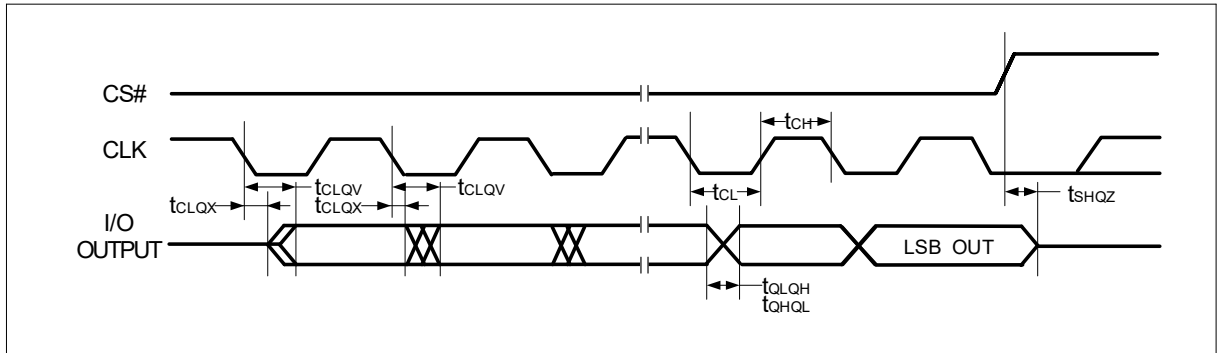 CS#
tCH
CLK
tCLQV
tCLQV
tCL
tCLQX
tCLQX
tSHQZ
I/O
OUTPUT
LSB OUT
tQLQH
tQHQL